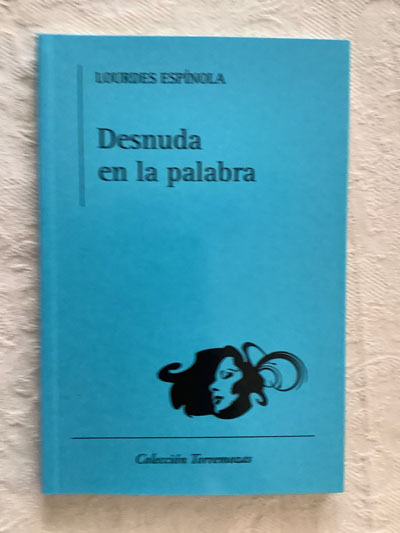 LOURDES ESPÍNOLA
Desnuda
en la palabra
Colección Torremozas